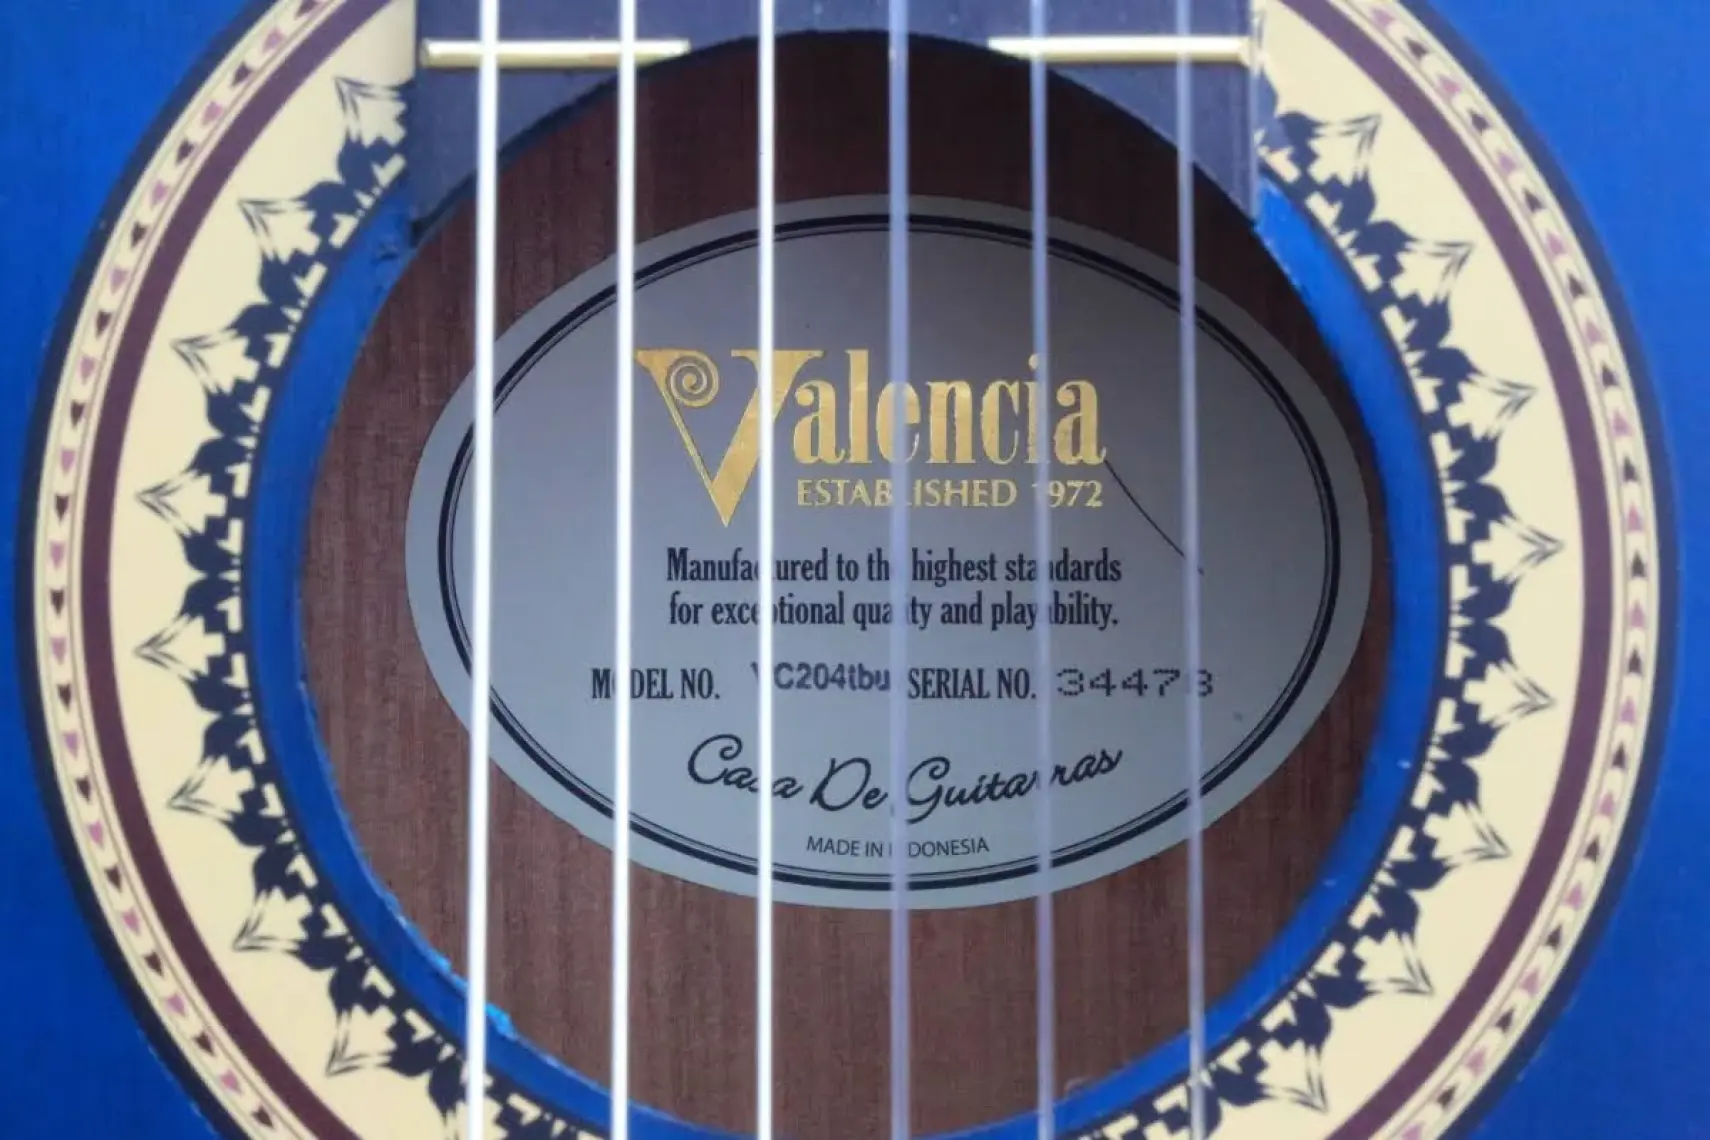 Valencia
ESTABLISHED 1972
Manufactured to the highest standards
for exceptional quality and playability.
MODEL NO. VC204tbu SERIAL NO. 34478
Casa De Guitarras
MADE IN INDONESIA